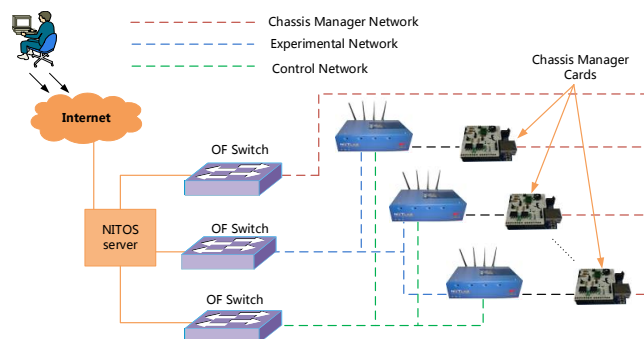 Chassis Manager Network
Experimental Network
Control Network
Chassis Manager
Cards
Internet
OF Switch
NITOS
server
OF Switch
OF Switch